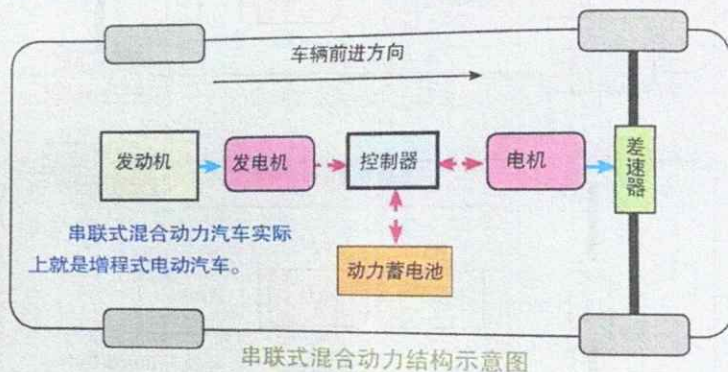 车辆前进方向
发动机
发电机
控制器
电机
差速器
串联式混合动力汽车实际
上就是增程式电动汽车。
动力蓄电池
串联式混合动力结构示意图